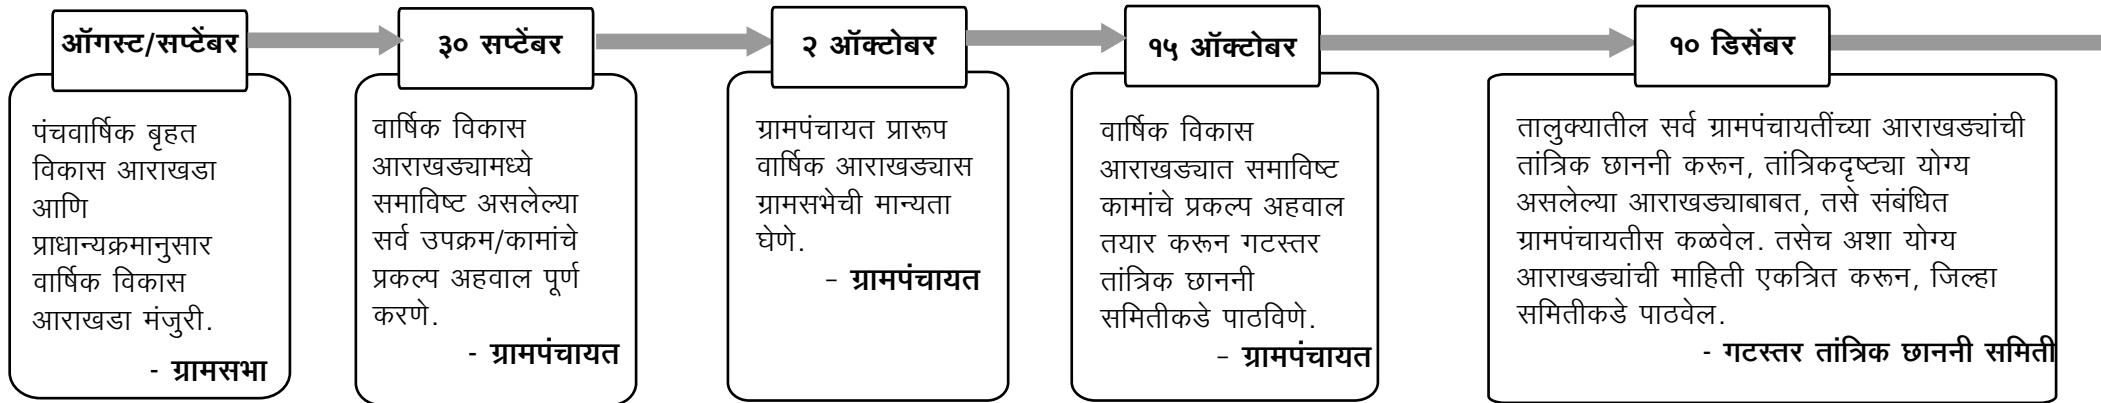 ऑगस्ट/सप्टेंबर
पंचवार्षिक बृहत
विकास आराखडा
आणि
प्राधान्यक्रमानुसार
वार्षिक विकास
आराखडा मंजुरी.
- ग्रामसभा
३० सप्टेंबर
वार्षिक विकास
आराखड्यामध्ये
समाविष्ट असलेल्या
सर्व उपक्रम/कामांचे
प्रकल्प अहवाल पूर्ण
करणे.
- ग्रामपंचायत
२ ऑक्टोबर
ग्रामपंचायत प्रारूप
वार्षिक आराखड्यास
ग्रामसभेची मान्यता
घेणे.
– ग्रामपंचायत
१५ ऑक्टोबर
वार्षिक विकास
आराखड्यात समाविष्ट
कामांचे प्रकल्प अहवाल
तयार करून गटस्तर
तांत्रिक छाननी
समितीकडे पाठविणे.
– ग्रामपंचायत
१० डिसेंबर
तालुक्यातील सर्व ग्रामपंचायतींच्या आराखड्यांची
तांत्रिक छाननी करून, तांत्रिकदृष्ट्या योग्य
असलेल्या आराखड्याबाबत, तसे संबंधित
ग्रामपंचायतीस कळवेल. तसेच अशा योग्य
आराखड्यांची माहिती एकत्रित करून, जिल्हा
समितीकडे पाठवेल.
- गटस्तर तांत्रिक छाननी समिती